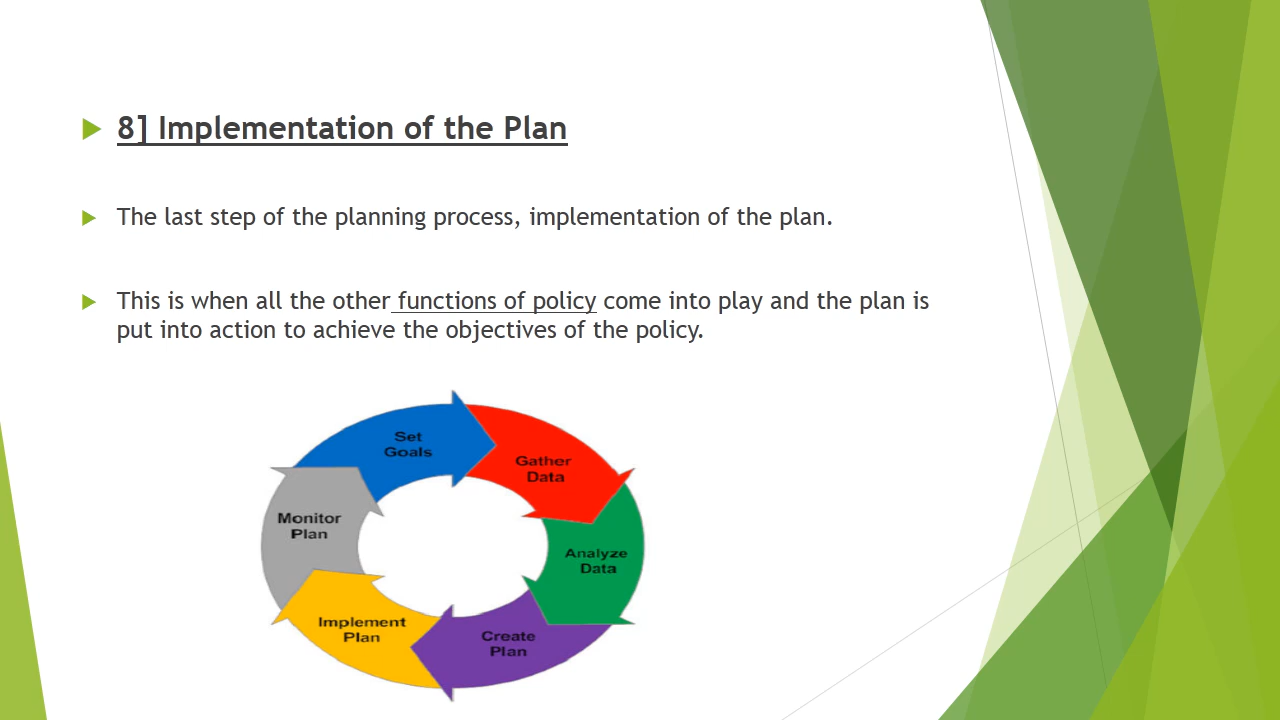 8] Implementation of the Plan
The last step of the planning process, implementation of the plan.
This is when all the other functions of policy come into play and the plan is
put into action to achieve the objectives of the policy.
Set
Goals
Gather
Data
Analyze
Data
Create
Plan
Implement
Plan
Monitor
Plan